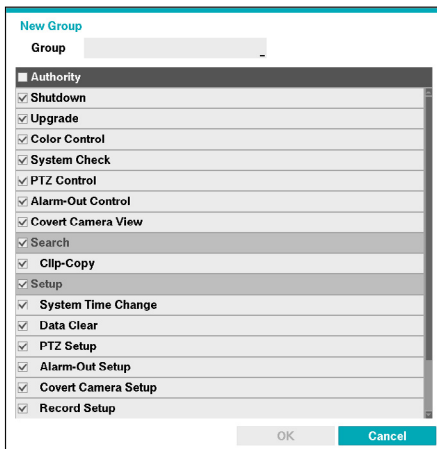 New Group
Group
Authority
Shutdown
Upgrade
Color Control
System Check
PTZ Control
Alarm-Out Control
Covert Camera View
Search
Clip-Copy
Setup
System Time Change
Data Clear
PTZ Setup
Alarm-Out Setup
Covert Camera Setup
Record Setup
OK Cancel